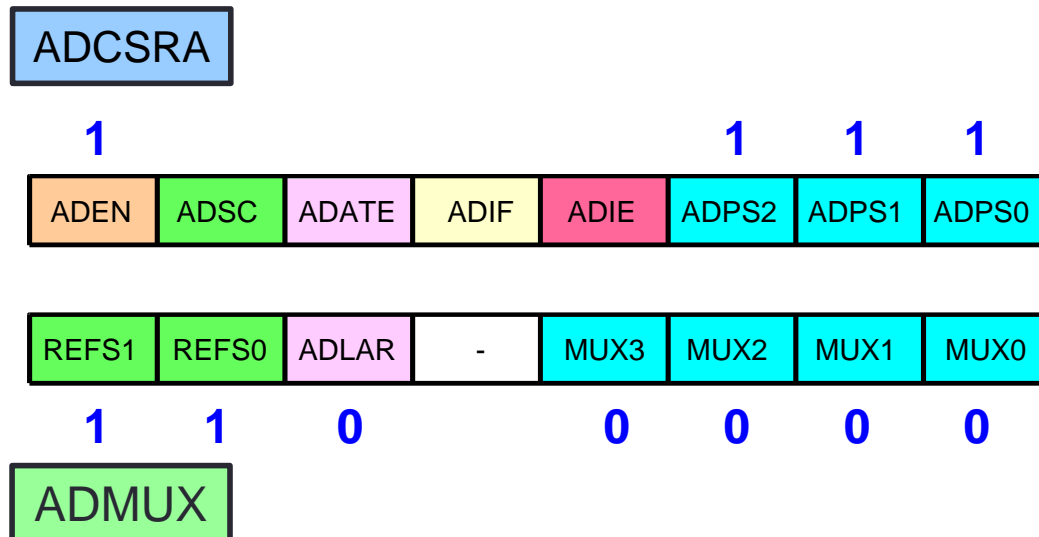 ADCSRA
1 1 1 1
ADEN ADSC ADATE ADIF ADIE ADPS2 ADPS1 ADPS0
REFS1 REFS0 ADLAR - MUX3 MUX2 MUX1 MUX0
1 1 0 0 0 0 0
ADMUX